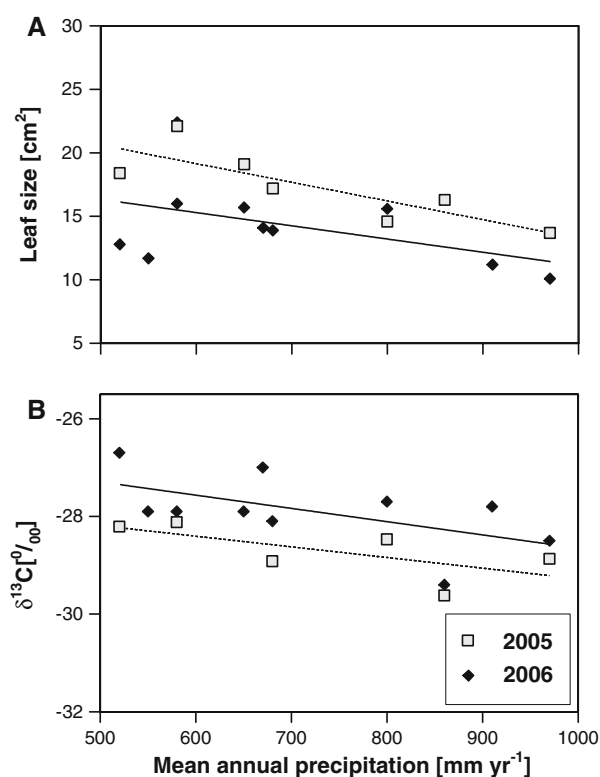 A
30
25
20
15
10
5
Leaf size [cm²]
B
-26
-28
-30
-32
δ¹³C[⁰/₀₀]
2005
2006
500 600 700 800 900 1000
Mean annual precipitation [mm yr⁻¹]